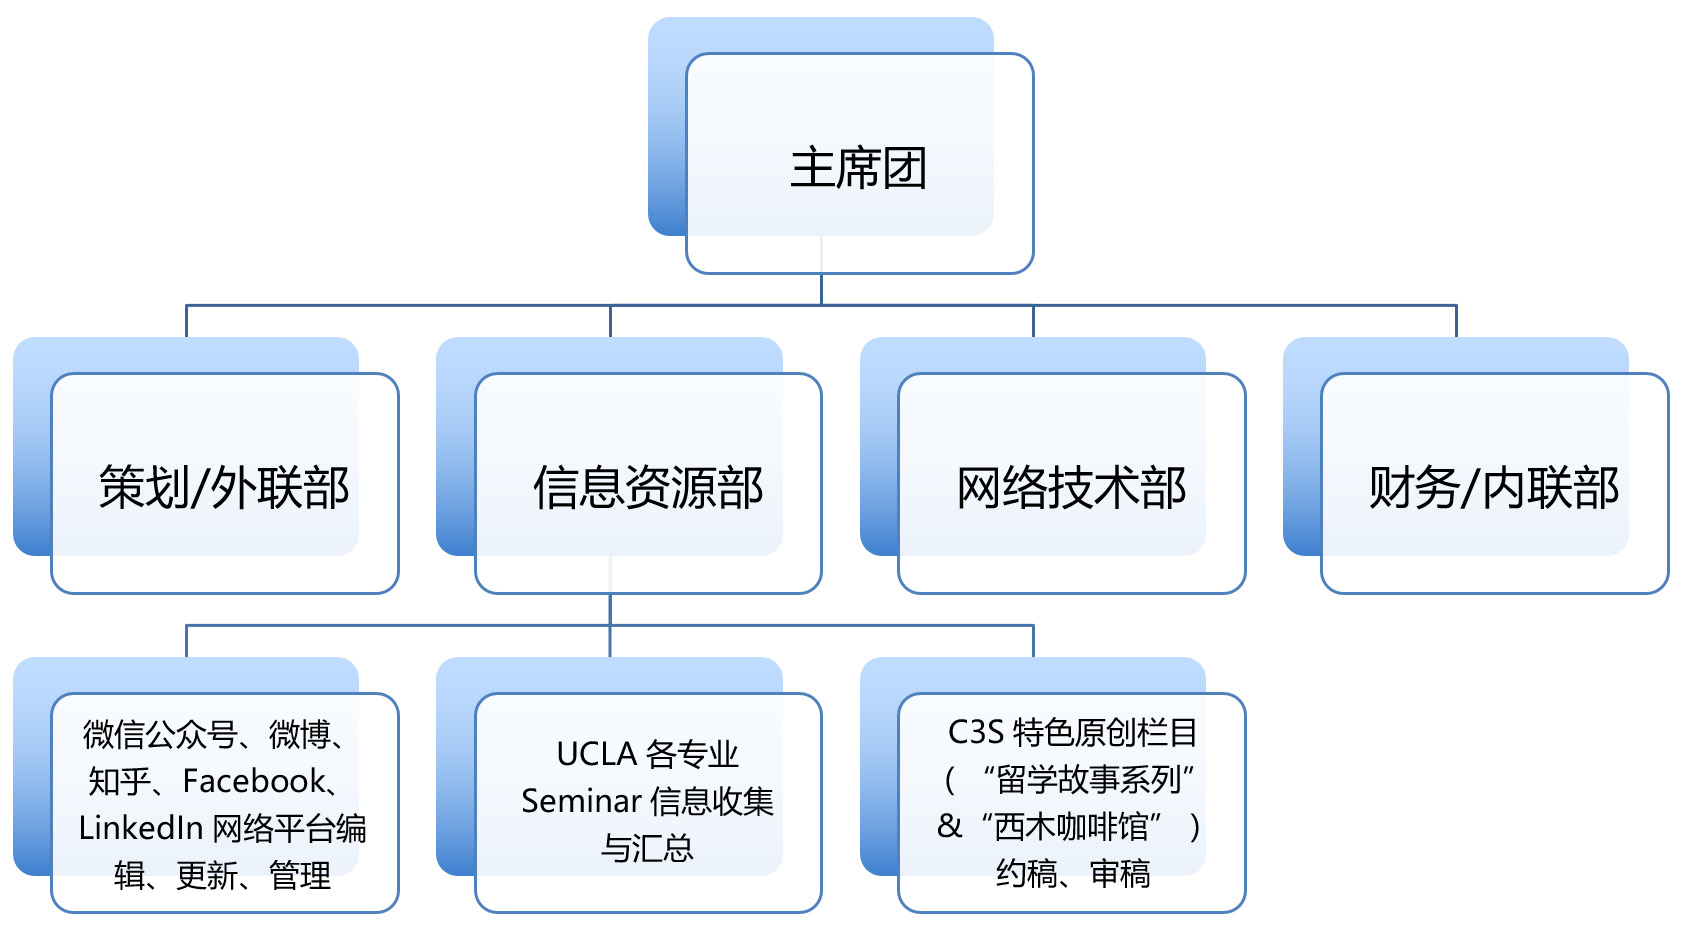 主席团
策划/外联部
信息资源部
网络技术部
财务/内联部
微信公众号、微博、
知乎、Facebook、
LinkedIn 网络平台编
辑、更新、管理
UCLA 各专业
Seminar 信息收集
与汇总
C3S 特色原创栏目
（“留学故事系列”
&“西木咖啡馆”）
约稿、审稿